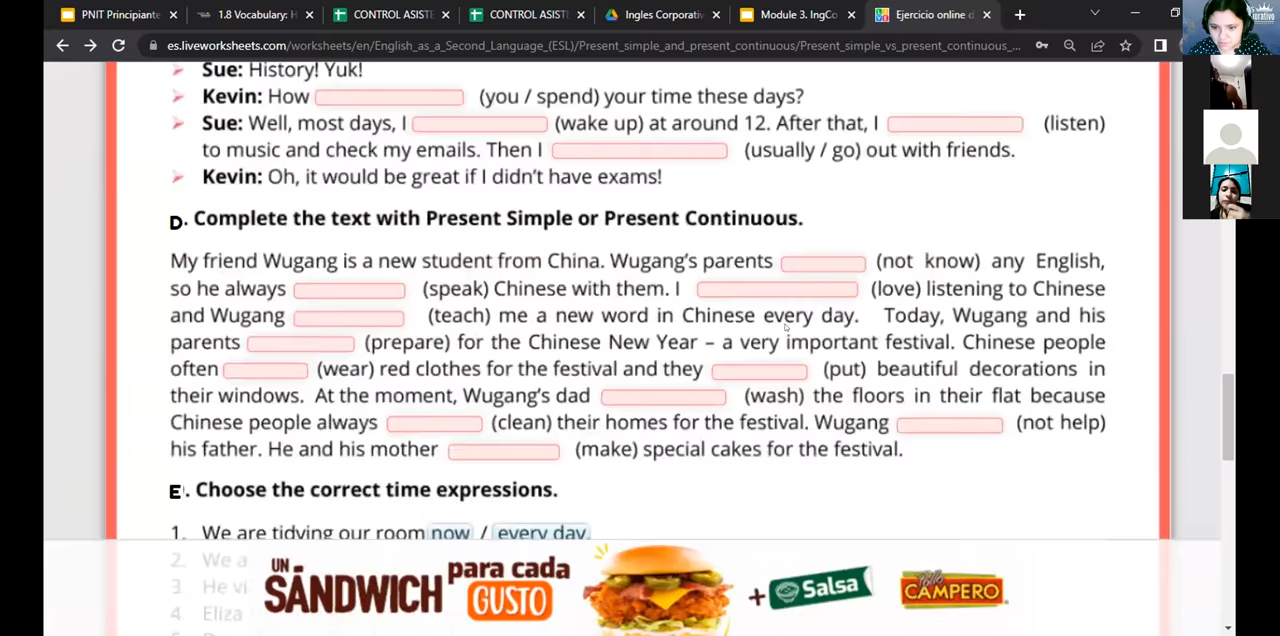 PNIT Principiante
1.8 Vocabulary: H
CONTROL ASISTE
CONTROL ASISTE
Ingles Corporativ
Module 3. IngCo
Ejercicio online d
es.liveworksheets.com/worksheets/en/English_as_a_Second_Language_(ESL)/Present_simple_and_present_continuous/Present_simple_vs_present_continuous_...
Sue: History! Yuk!
Kevin: How (you / spend) your time these days?
Sue: Well, most days, I (wake up) at around 12. After that, I (listen)
to music and check my emails. Then I (usually / go) out with friends.
Kevin: Oh, it would be great if I didn't have exams!
D. Complete the text with Present Simple or Present Continuous.
My friend Wugang is a new student from China. Wugang's parents (not know) any English,
so he always (speak) Chinese with them. I (love) listening to Chinese
and Wugang (teach) me a new word in Chinese every day. Today, Wugang and his
parents (prepare) for the Chinese New Year – a very important festival. Chinese people
often (wear) red clothes for the festival and they (put) beautiful decorations in
their windows. At the moment, Wugang's dad (wash) the floors in their flat because
Chinese people always (clean) their homes for the festival. Wugang (not help)
his father. He and his mother (make) special cakes for the festival.
E. Choose the correct time expressions.
1. We are tidying our room now / every day.
2. We a
3. He vi
4. Eliza
UN
SÁNDWICH
para cada
GUSTO
+ Salsa
Pollo
CAMPERO